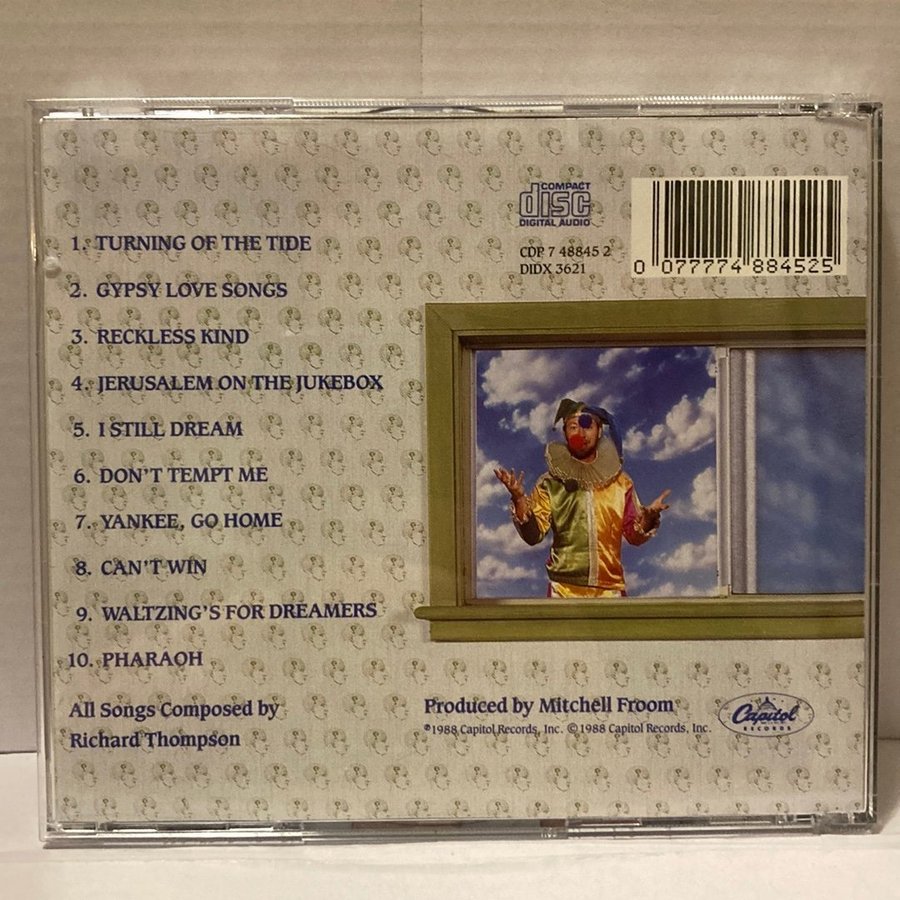 COMPACT
disc
DIGITAL AUDIO
CDP 7 48845 2
DIDX 3621
0 077774 884525
1. TURNING OF THE TIDE
2. GYPSY LOVE SONGS
3. RECKLESS KIND
4. JERUSALEM ON THE JUKEBOX
5. I STILL DREAM
6. DON'T TEMPT ME
7. YANKEE, GO HOME
8. CAN'T WIN
9. WALTZING'S FOR DREAMERS
10. PHARAOH
All Songs Composed by
Richard Thompson
Produced by Mitchell Froom
℗1988 Capitol Records, Inc. ©1988 Capitol Records, Inc.
Capitol
RECORDS